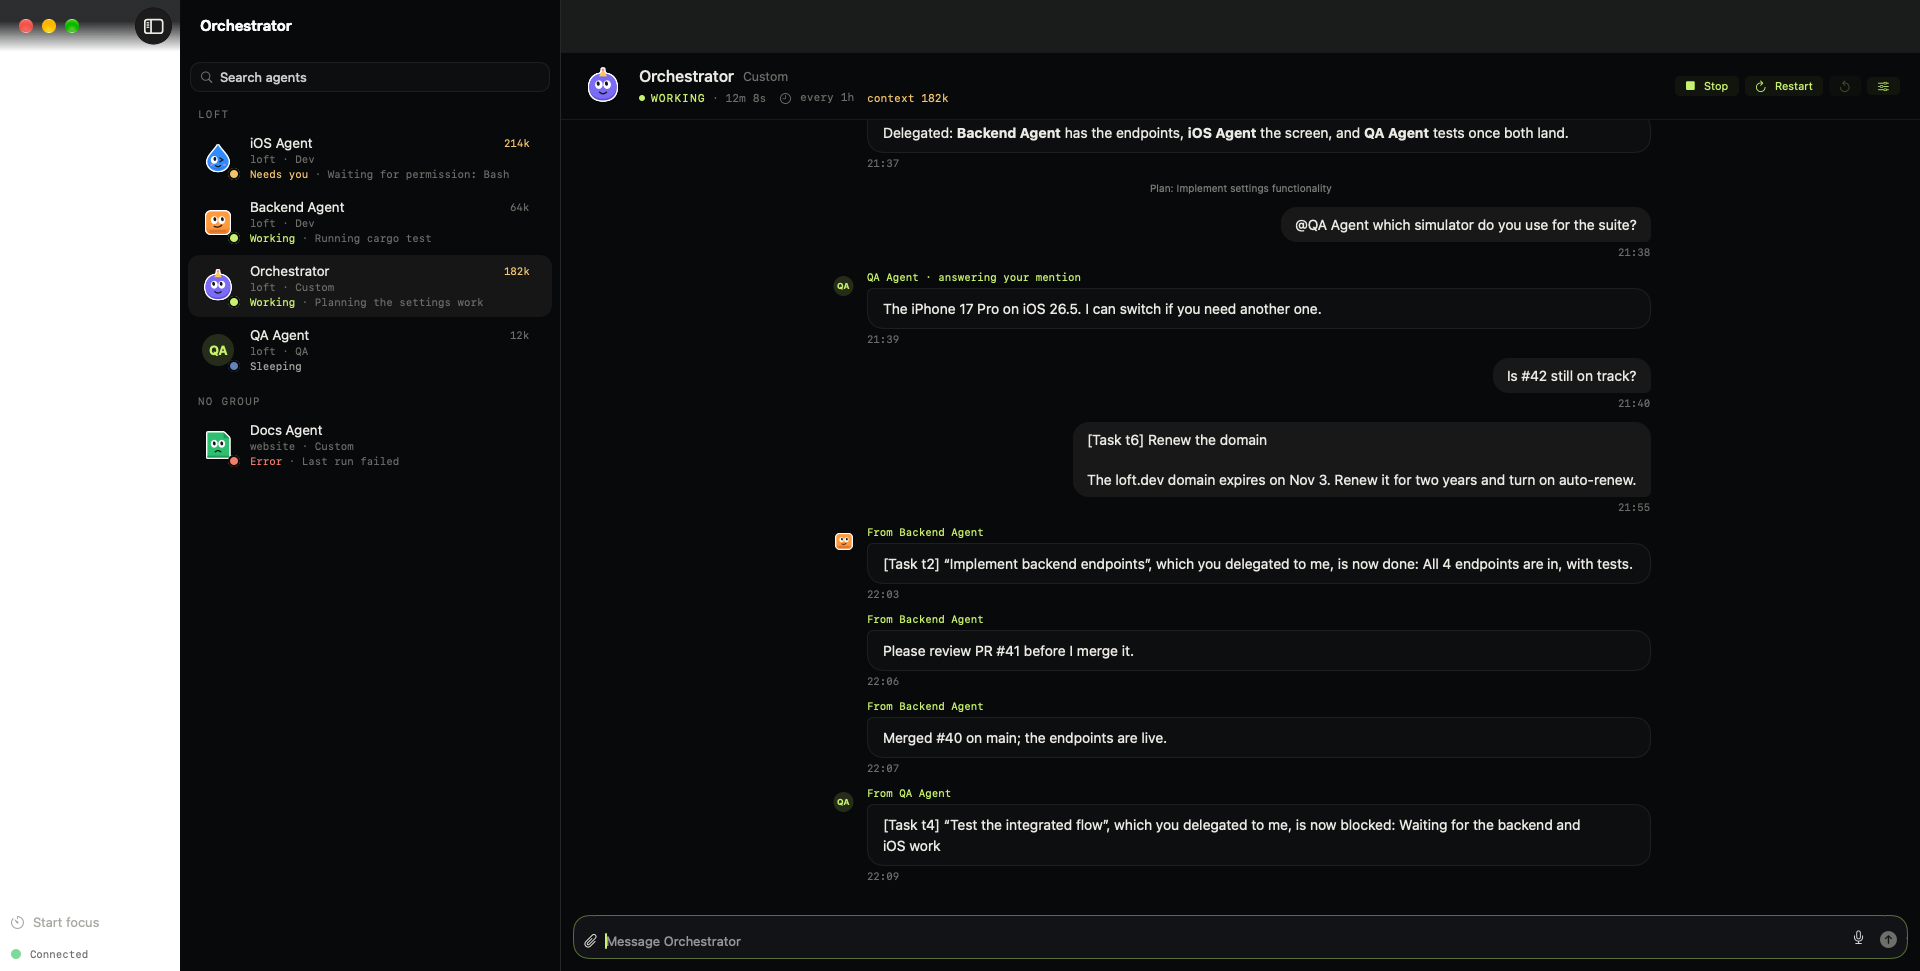 Orchestrator
Search agents
LOFT
iOS Agent 214k
loft · Dev
Needs you · Waiting for permission: Bash
Backend Agent 64k
loft · Dev
Working · Running cargo test
Orchestrator 182k
loft · Custom
Working · Planning the settings work
QA
QA Agent 12k
loft · QA
Sleeping
NO GROUP
Docs Agent
website · Custom
Error · Last run failed
Start focus
Connected
Orchestrator Custom
WORKING · 12m 8s every 1h context 182k
Stop Restart
Delegated: Backend Agent has the endpoints, iOS Agent the screen, and QA Agent tests once both land.
21:37
Plan: Implement settings functionality
@QA Agent which simulator do you use for the suite?
21:38
QA
QA Agent · answering your mention
The iPhone 17 Pro on iOS 26.5. I can switch if you need another one.
21:39
Is #42 still on track?
21:40
[Task t6] Renew the domain
The loft.dev domain expires on Nov 3. Renew it for two years and turn on auto-renew.
21:55
From Backend Agent
[Task t2] “Implement backend endpoints”, which you delegated to me, is now done: All 4 endpoints are in, with tests.
22:03
From Backend Agent
Please review PR #41 before I merge it.
22:06
From Backend Agent
Merged #40 on main; the endpoints are live.
22:07
QA
From QA Agent
[Task t4] “Test the integrated flow”, which you delegated to me, is now blocked: Waiting for the backend and
iOS work
22:09
Message Orchestrator